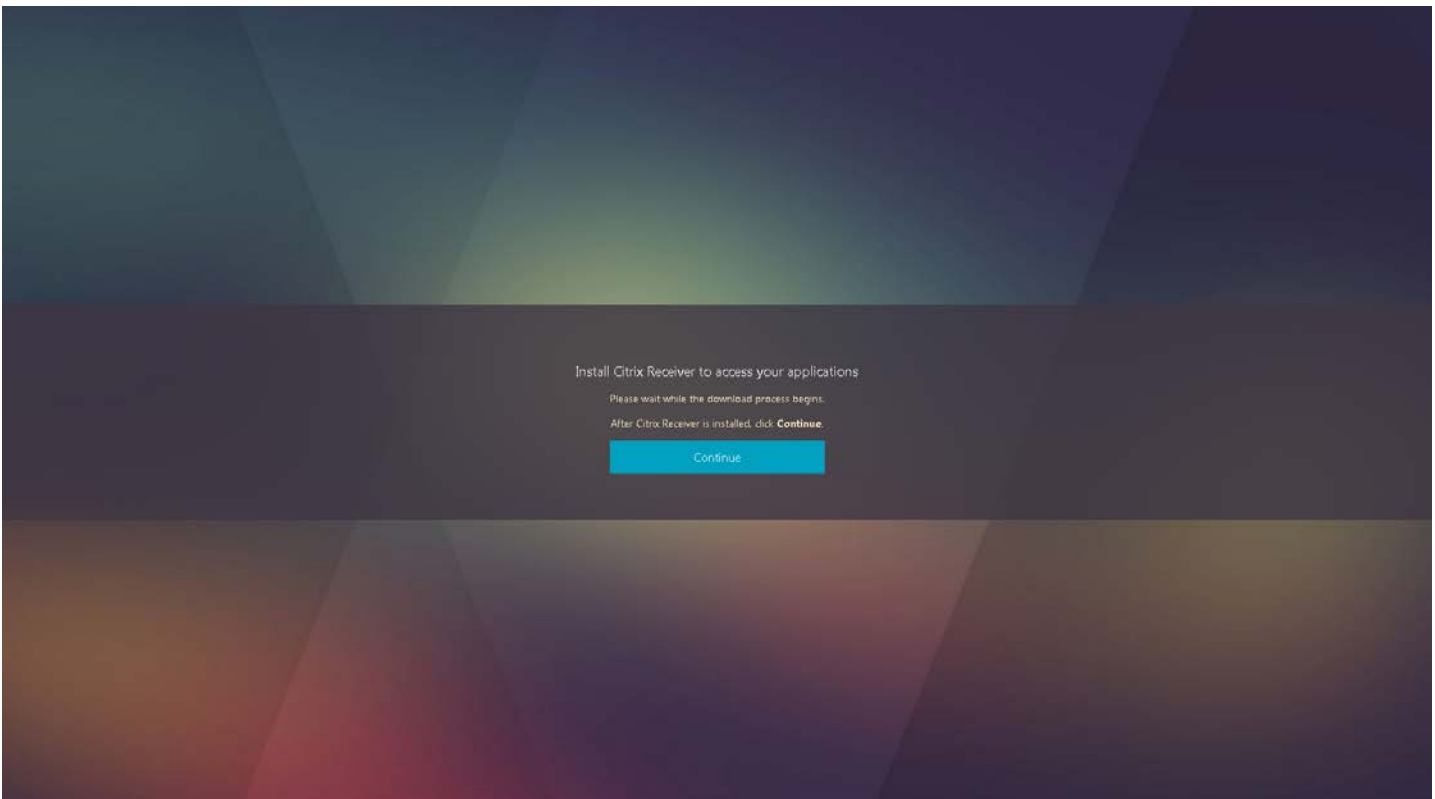 Install Citrix Receiver to access your applications
Please wait while the download process begins.
After Citrix Receiver is installed, click Continue.
Continue